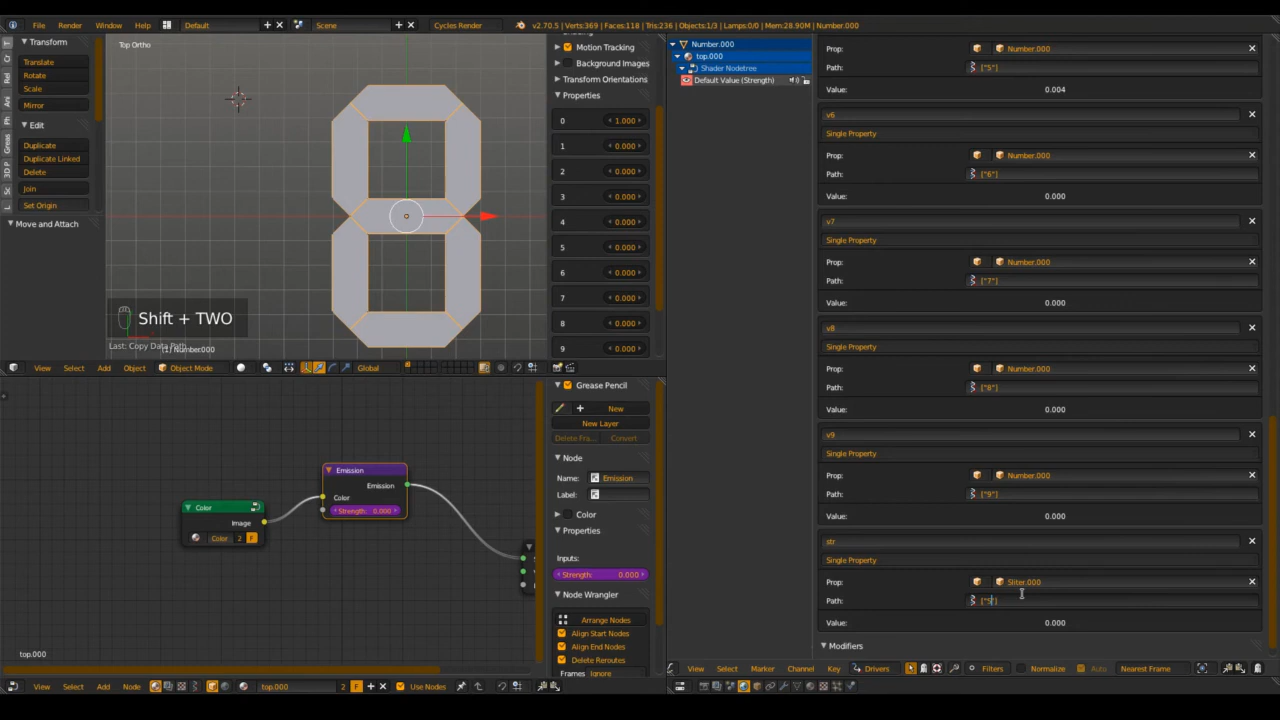 File Render Window Help Default Scene Cycles Render v2.70.5 | Verts:369 | Faces:118 | Tris:236 | Objects:1/3 | Lamps:0/0 | Mem:28.90M | Number.000
Transform
Translate
Rotate
Scale
Mirror
Edit
Duplicate
Duplicate Linked
Delete
Join
Set Origin
Move and Attach
Top Ortho
Shift + TWO
Last: Copy Data Path
(1) Number.000
Motion Tracking
Background Images
Transform Orientations
Properties
0 1.000
1 0.000
2 0.000
3 0.000
4 0.000
5 0.000
6 0.000
7 0.000
8 0.000
9 0.000
View Select Add Object Object Mode Global
Color
Image
Color 2 F
Emission
Emission
Color
Strength: 0.000
top.000
Grease Pencil
New
New Layer
Delete Fra... Convert
Node
Name: Emission
Label:
Color
Properties
Inputs:
Strength: 0.000
Node Wrangler
Arrange Nodes
Align Start Nodes
Align End Nodes
Delete Reroutes
Frames Ignore
View Select Add Node top.000 2 F Use Nodes
Number.000
top.000
Shader Nodetree
Default Value (Strength)
Prop: Number.000
Path: ["5"]
Value: 0.004
v6
Single Property
Prop: Number.000
Path: ["6"]
Value: 0.000
v7
Single Property
Prop: Number.000
Path: ["7"]
Value: 0.000
v8
Single Property
Prop: Number.000
Path: ["8"]
Value: 0.000
v9
Single Property
Prop: Number.000
Path: ["9"]
Value: 0.000
str
Single Property
Prop: Sliter.000
Path: ["S"]
Value: 0.000
Modifiers
View Select Marker Channel Key Drivers Filters Normalize Auto Nearest Frame